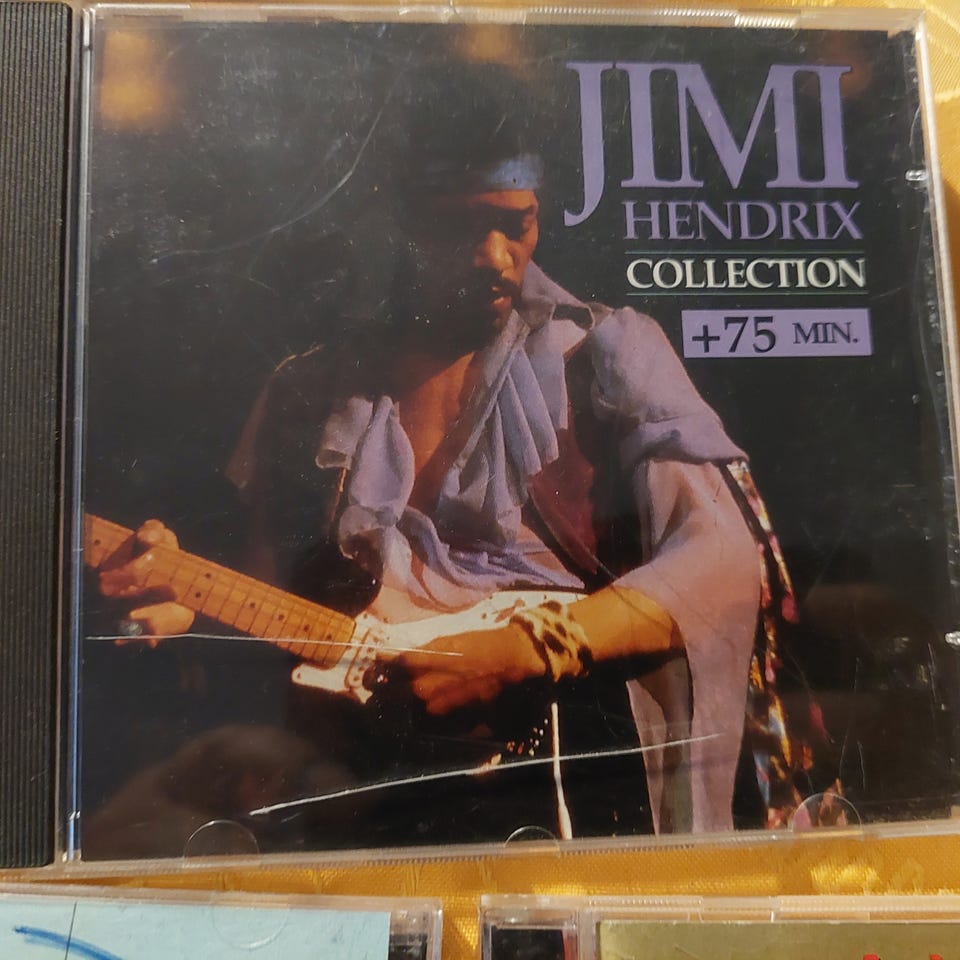 JIMI
HENDRIX
COLLECTION
+75 MIN.